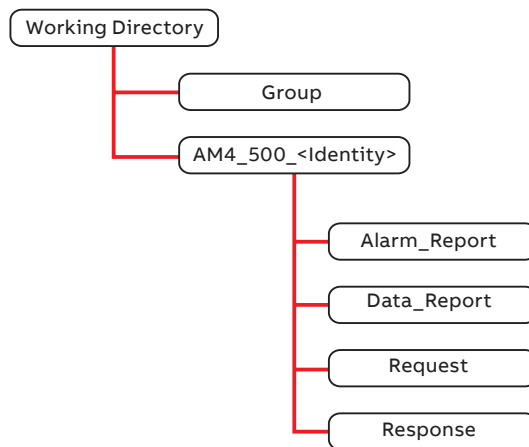 Working Directory
Group
AM4_500_<Identity>
Alarm_Report
Data_Report
Request
Response